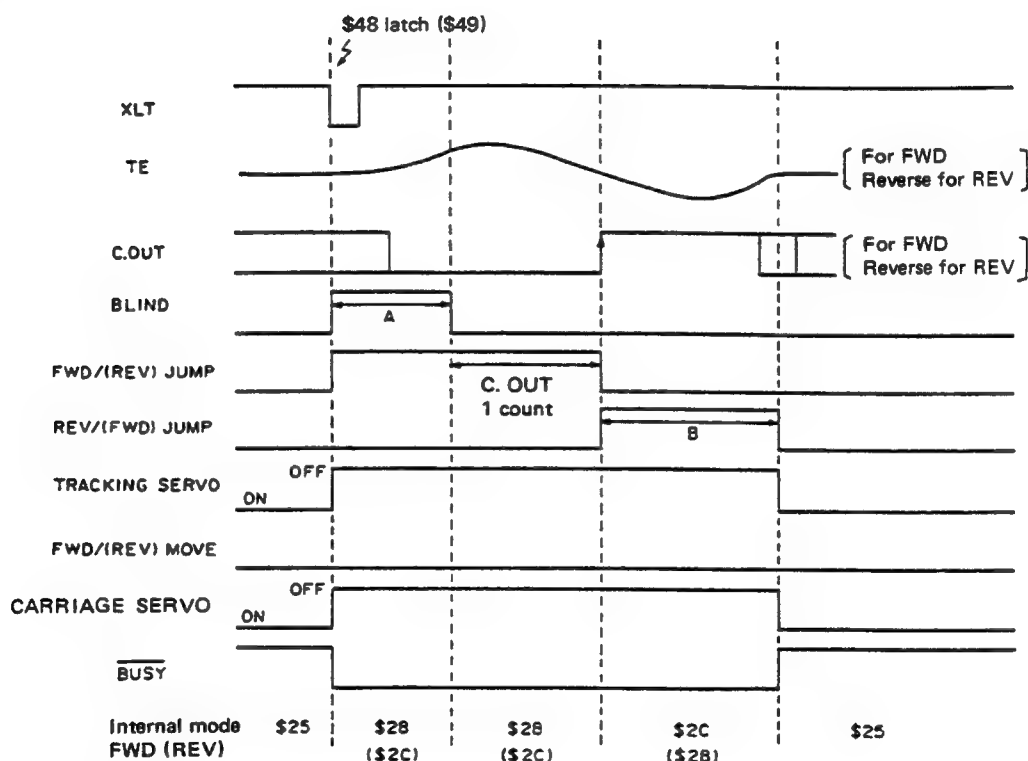 $48 latch ($49)
XLT
TE
For FWD
Reverse for REV
C.OUT
For FWD
Reverse for REV
BLIND
A
FWD/(REV) JUMP
C. OUT
1 count
REV/(FWD) JUMP
B
TRACKING SERVO
OFF
ON
FWD/(REV) MOVE
CARRIAGE SERVO
OFF
ON
BUSY
Internal mode $25 $28 $28 $2C $25
FWD (REV) ($2C) ($2C) ($28)